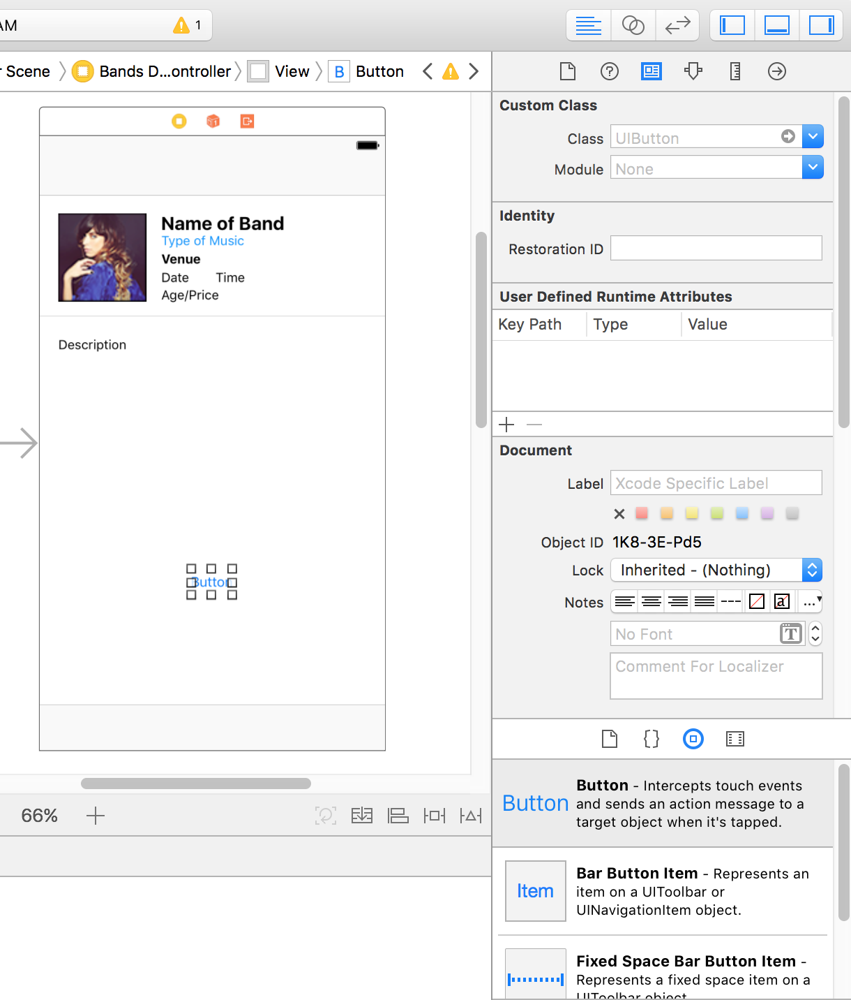 AM
1
r Scene
Bands D...ontroller
View
B
Button
Custom Class
Class
UIButton
Module
None
Identity
Restoration ID
User Defined Runtime Attributes
Key Path
Type
Value
Name of Band
Type of Music
Venue
Date
Time
Age/Price
Description
Button
Document
Label
Xcode Specific Label
Object ID
1K8-3E-Pd5
Lock
Inherited - (Nothing)
Notes
a
...
No Font
T
Comment For Localizer
66%
Button
Button - Intercepts touch events
and sends an action message to a
target object when it's tapped.
Item
Bar Button Item - Represents an
item on a UIToolbar or
UINavigationItem object.
Fixed Space Bar Button Item -
Represents a fixed space item on a
UIToolbar object